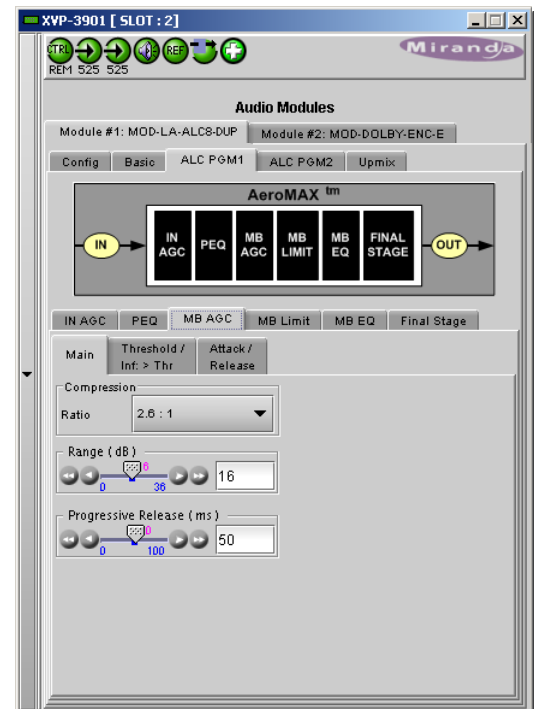 XVP-3901 [ SLOT : 2]
CTRL REF
REM 525 525
Miranda
Audio Modules
Module #1: MOD-LA-ALC8-DUP Module #2: MOD-DOLBY-ENC-E
Config Basic ALC PGM1 ALC PGM2 Upmix
AeroMAX tm
IN
IN AGC
PEQ
MB AGC
MB LIMIT
MB EQ
FINAL STAGE
OUT
IN AGC PEQ MB AGC MB Limit MB EQ Final Stage
Main
Threshold / Inf: > Thr
Attack / Release
Compression
Ratio 2.6 : 1
Range ( dB )
6
0 36
16
Progressive Release ( ms )
0
0 100
50